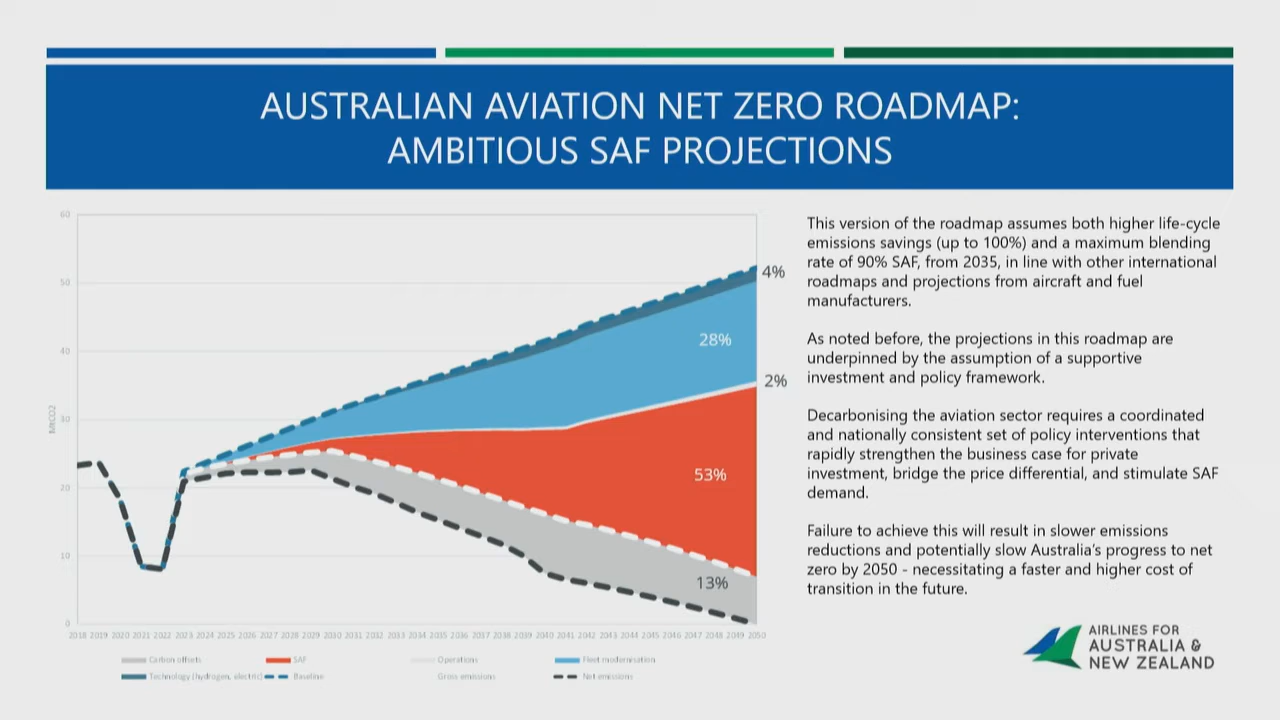 AUSTRALIAN AVIATION NET ZERO ROADMAP:
AMBITIOUS SAF PROJECTIONS
60
50
40
30
20
10
0
MtCO2
4%
28%
2%
53%
13%
2018 2019 2020 2021 2022 2023 2024 2025 2026 2027 2028 2029 2030 2031 2032 2033 2034 2035 2036 2037 2038 2039 2040 2041 2042 2043 2044 2045 2046 2047 2048 2049 2050
Carbon offsets SAF Operations Fleet modernisation
Technology (hydrogen, electric) Baseline Gross emissions Net emissions
This version of the roadmap assumes both higher life-cycle
emissions savings (up to 100%) and a maximum blending
rate of 90% SAF, from 2035, in line with other international
roadmaps and projections from aircraft and fuel
manufacturers.
As noted before, the projections in this roadmap are
underpinned by the assumption of a supportive
investment and policy framework.
Decarbonising the aviation sector requires a coordinated
and nationally consistent set of policy interventions that
rapidly strengthen the business case for private
investment, bridge the price differential, and stimulate SAF
demand.
Failure to achieve this will result in slower emissions
reductions and potentially slow Australia's progress to net
zero by 2050 - necessitating a faster and higher cost of
transition in the future.
AIRLINES FOR
AUSTRALIA &
NEW ZEALAND